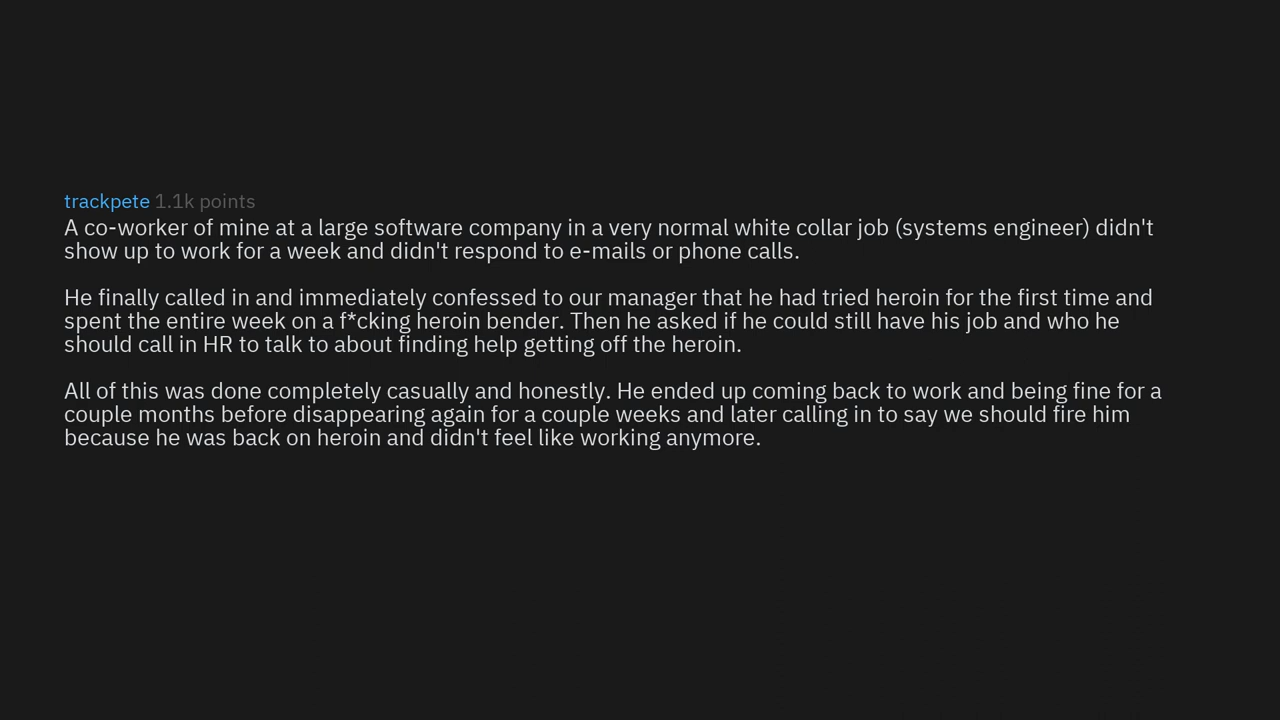 trackpete 1.1k points
A co-worker of mine at a large software company in a very normal white collar job (systems engineer) didn't
show up to work for a week and didn't respond to e-mails or phone calls.
He finally called in and immediately confessed to our manager that he had tried heroin for the first time and
spent the entire week on a f*cking heroin bender. Then he asked if he could still have his job and who he
should call in HR to talk to about finding help getting off the heroin.
All of this was done completely casually and honestly. He ended up coming back to work and being fine for a
couple months before disappearing again for a couple weeks and later calling in to say we should fire him
because he was back on heroin and didn't feel like working anymore.